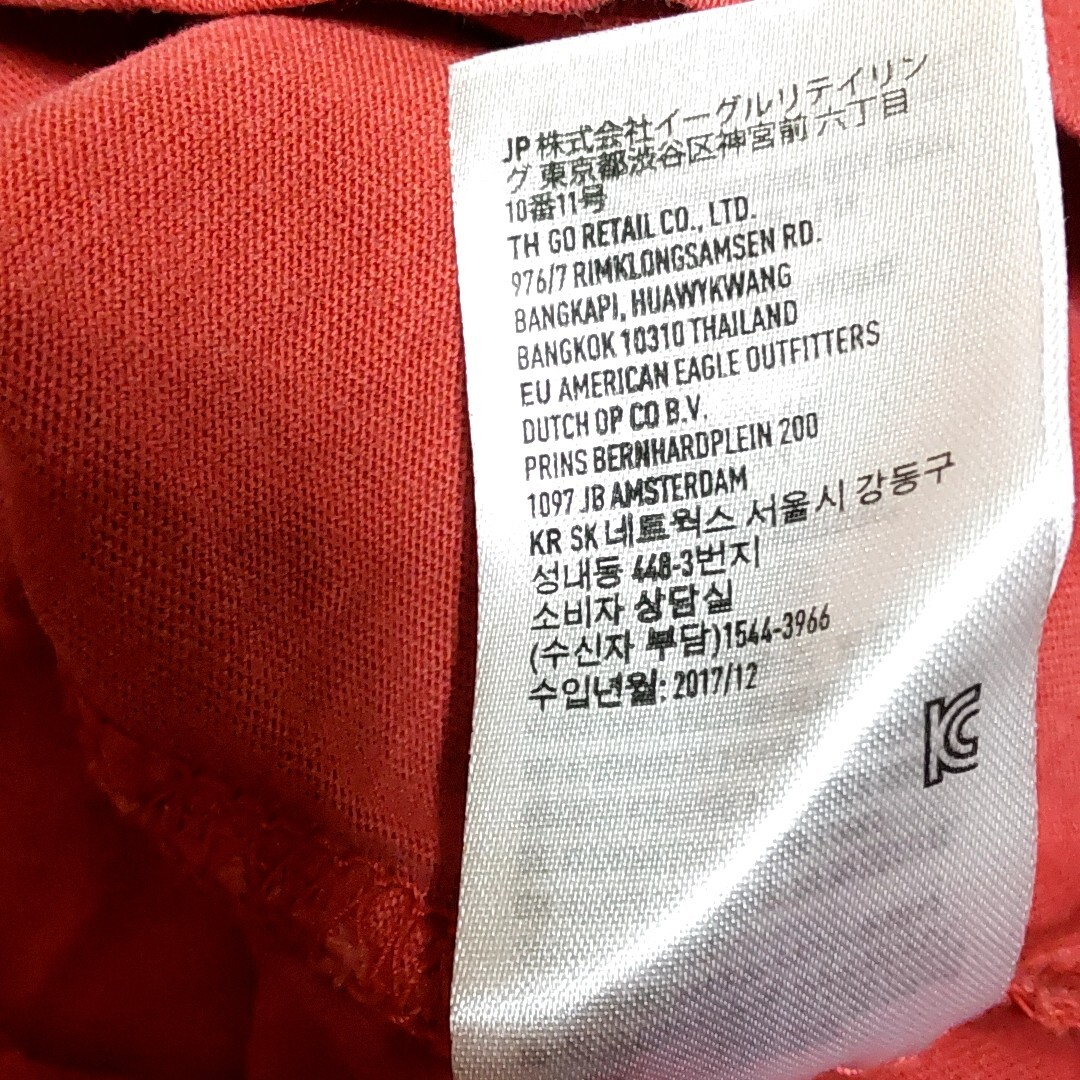 JP 株式会社イーグルリテイリン
グ 東京都渋谷区神宮前 六丁目
10番11号
TH GO RETAIL CO., LTD.
976/7 RIMKLONGSAMSEN RD.
BANGKAPI, HUAWYKWANG
BANGKOK 10310 THAILAND
EU AMERICAN EAGLE OUTFITTERS
DUTCH OP CO B.V.
PRINS BERNHARDPLEIN 200
1097 JB AMSTERDAM
KR SK 네트웍스 서울시 강동구
성내동 448-3번지
소비자 상담실
(수신자 부담)1544-3966
수입년월: 2017/12
KC